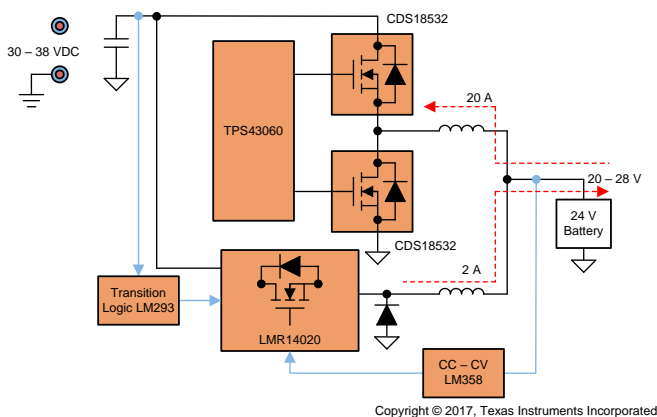 CDS18532
30 – 38 VDC
20 A
TPS43060
20 – 28 V
24 V
Battery
CDS18532
2 A
Transition
Logic LM293
LMR14020
CC – CV
LM358
Copyright © 2017, Texas Instruments Incorporated